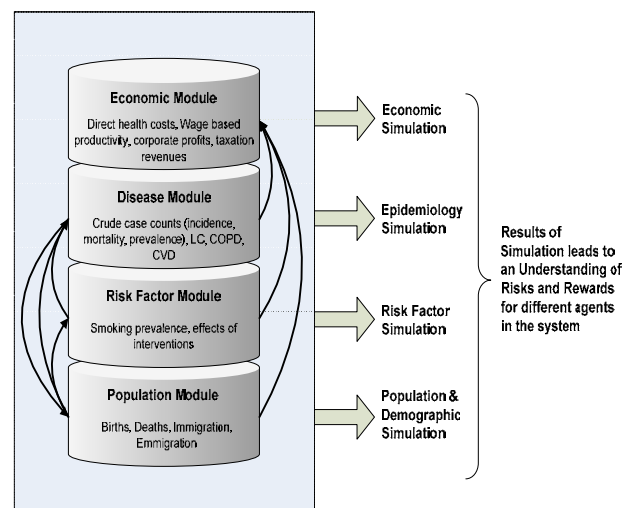 Economic Module
Direct health costs, Wage based
productivity, corporate profits, taxation
revenues
Economic
Simulation
Disease Module
Crude case counts (incidence,
mortality, prevalence), LC, COPD,
CVD
Epidemiology
Simulation
Risk Factor Module
Smoking prevalence, effects of
interventions
Risk Factor
Simulation
Population Module
Births, Deaths, Immigration,
Emmigration
Population &
Demographic
Simulation
Results of
Simulation leads to
an Understanding of
Risks and Rewards
for different agents
in the system